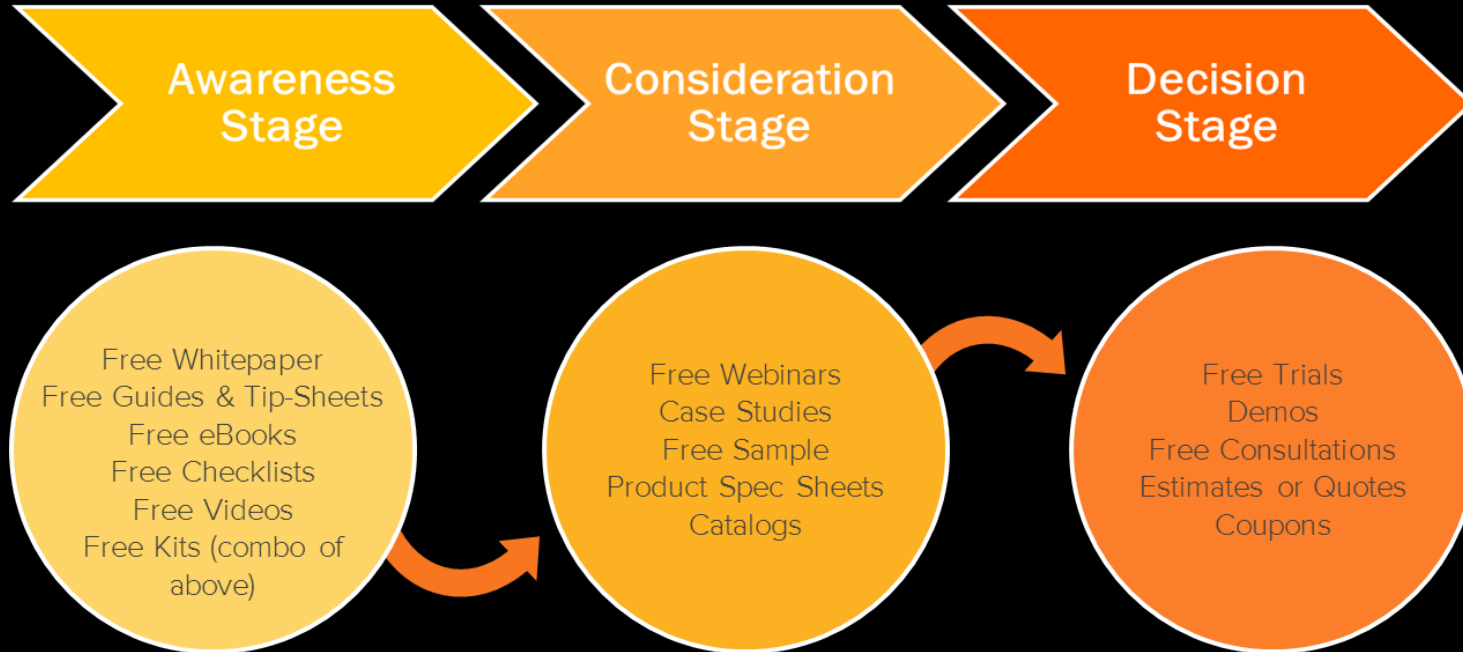 Awareness
Stage
Consideration
Stage
Decision
Stage
Free Whitepaper
Free Guides & Tip-Sheets
Free eBooks
Free Checklists
Free Videos
Free Kits (combo of
above)
Free Webinars
Case Studies
Free Sample
Product Spec Sheets
Catalogs
Free Trials
Demos
Free Consultations
Estimates or Quotes
Coupons